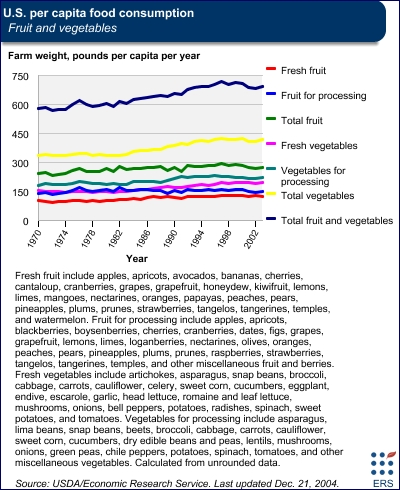 U.S. per capita food consumption
Fruit and vegetables
Farm weight, pounds per capita per year
750
600
450
300
150
0
1970
1974
1978
1982
1986
1990
1994
1998
2002
Year
Fresh fruit
Fruit for processing
Total fruit
Fresh vegetables
Vegetables for
processing
Total vegetables
Total fruit and vegetables
Fresh fruit include apples, apricots, avocados, bananas, cherries,
cantaloup, cranberries, grapes, grapefruit, honeydew, kiwifruit, lemons,
limes, mangoes, nectarines, oranges, papayas, peaches, pears,
pineapples, plums, prunes, strawberries, tangelos, tangerines, temples,
and watermelon. Fruit for processing include apples, apricots,
blackberries, boysenberries, cherries, cranberries, dates, figs, grapes,
grapefruit, lemons, limes, loganberries, nectarines, olives, oranges,
peaches, pears, pineapples, plums, prunes, raspberries, strawberries,
tangelos, tangerines, temples, and other miscellaneous fruit and berries.
Fresh vegetables include artichokes, asparagus, snap beans, broccoli,
cabbage, carrots, cauliflower, celery, sweet corn, cucumbers, eggplant,
endive, escarole, garlic, head lettuce, romaine and leaf lettuce,
mushrooms, onions, bell peppers, potatoes, radishes, spinach, sweet
potatoes, and tomatoes. Vegetables for processing include asparagus,
lima beans, snap beans, beets, broccoli, cabbage, carrots, cauliflower,
sweet corn, cucumbers, dry edible beans and peas, lentils, mushrooms,
onions, green peas, chile peppers, potatoes, spinach, tomatoes, and other
miscellaneous vegetables. Calculated from unrounded data.
Source: USDA/Economic Research Service. Last updated Dec. 21, 2004.
ERS